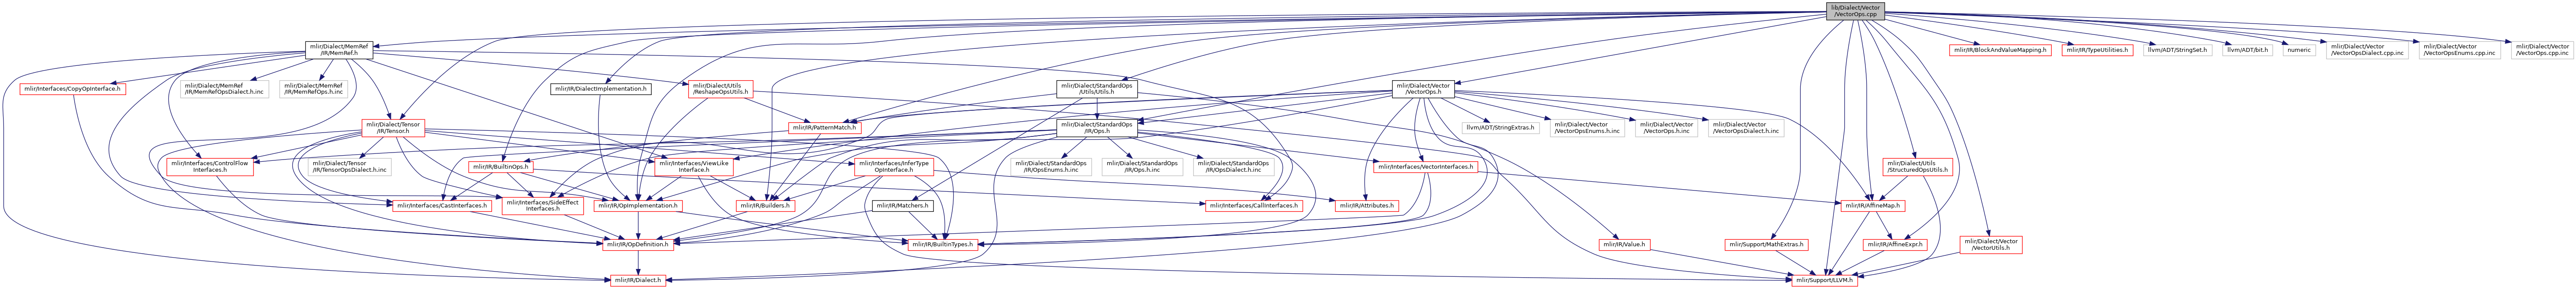 lib/Dialect/Vector
/VectorOps.cpp
mlir/Dialect/MemRef
/IR/MemRef.h
mlir/IR/BlockAndValueMapping.h
mlir/IR/TypeUtilities.h
llvm/ADT/StringSet.h
llvm/ADT/bit.h
numeric
mlir/Dialect/Vector
/VectorOpsDialect.cpp.inc
mlir/Dialect/Vector
/VectorOpsEnums.cpp.inc
mlir/Dialect/Vector
/VectorOps.cpp.inc
mlir/Interfaces/CopyOpInterface.h
mlir/Dialect/MemRef
/IR/MemRefOpsDialect.h.inc
mlir/Dialect/MemRef
/IR/MemRefOps.h.inc
mlir/IR/DialectImplementation.h
mlir/Dialect/Utils
/ReshapeOpsUtils.h
mlir/Dialect/StandardOps
/Utils/Utils.h
mlir/Dialect/Vector
/VectorOps.h
mlir/Dialect/Tensor
/IR/Tensor.h
mlir/IR/PatternMatch.h
mlir/Dialect/StandardOps
/IR/Ops.h
llvm/ADT/StringExtras.h
mlir/Dialect/Vector
/VectorOpsEnums.h.inc
mlir/Dialect/Vector
/VectorOps.h.inc
mlir/Dialect/Vector
/VectorOpsDialect.h.inc
mlir/Interfaces/ControlFlow
Interfaces.h
mlir/Dialect/Tensor
/IR/TensorOpsDialect.h.inc
mlir/IR/BuiltinOps.h
mlir/Interfaces/ViewLike
Interface.h
mlir/Interfaces/InferType
OpInterface.h
mlir/Dialect/StandardOps
/IR/OpsEnums.h.inc
mlir/Dialect/StandardOps
/IR/Ops.h.inc
mlir/Dialect/StandardOps
/IR/OpsDialect.h.inc
mlir/Interfaces/VectorInterfaces.h
mlir/Dialect/Utils
/StructuredOpsUtils.h
mlir/Interfaces/CastInterfaces.h
mlir/Interfaces/SideEffect
Interfaces.h
mlir/IR/OpImplementation.h
mlir/IR/Builders.h
mlir/IR/Matchers.h
mlir/Interfaces/CallInterfaces.h
mlir/IR/Attributes.h
mlir/IR/AffineMap.h
mlir/IR/OpDefinition.h
mlir/IR/BuiltinTypes.h
mlir/IR/Value.h
mlir/Support/MathExtras.h
mlir/IR/AffineExpr.h
mlir/Dialect/Vector
/VectorUtils.h
mlir/IR/Dialect.h
mlir/Support/LLVM.h